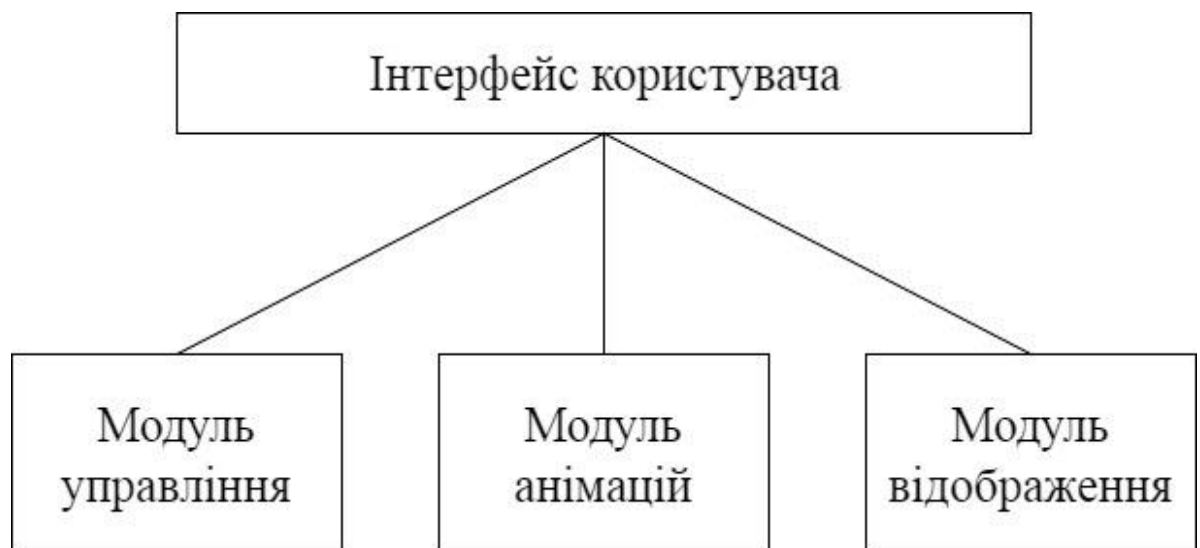 Інтерфейс користувача
Модуль
управління
Модуль
анімацій
Модуль
відображення